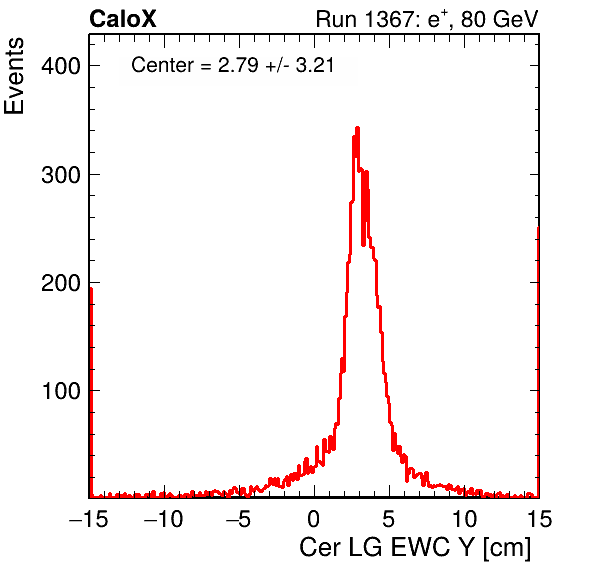 CaloX Run 1367: e⁺, 80 GeV
Events
Center = 2.79 +/- 3.21
400
300
200
100
−15 −10 −5 0 5 10 15
Cer LG EWC Y [cm]